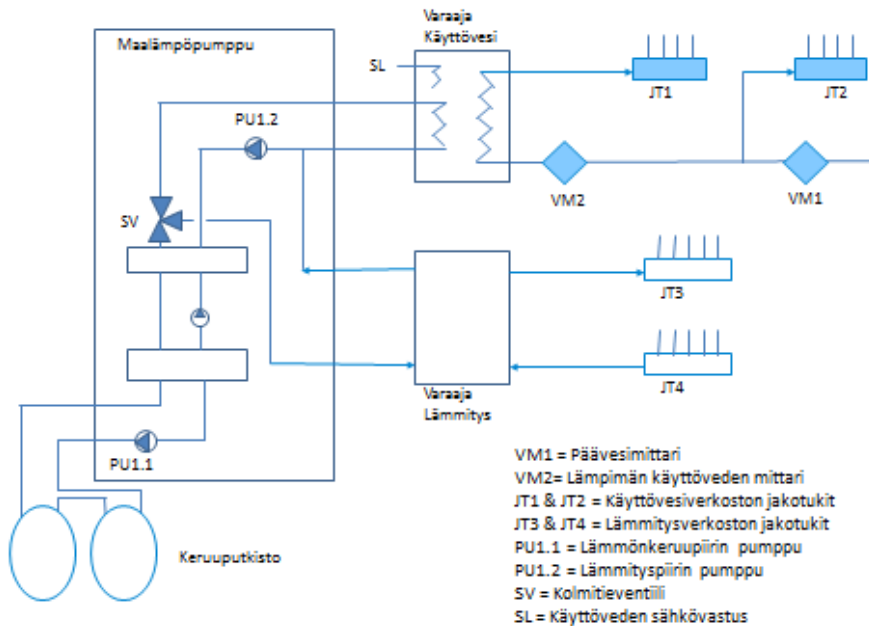 Maalämpöpumppu
Varaaja
Käyttövesi
SL
JT1
JT2
PU1.2
VM2
VM1
SV
JT3
JT4
Varaaja
Lämmitys
PU1.1
Keruuputkisto
VM1 = Päävesimittari
VM2= Lämpimän käyttöveden mittari
JT1 & JT2 = Käyttövesiverkoston jakotukit
JT3 & JT4 = Lämmitysverkoston jakotukit
PU1.1 = Lämmönkeruupiirin pumppu
PU1.2 = Lämmityspiirin pumppu
SV = Kolmitieventiili
SL = Käyttöveden sähkövastus